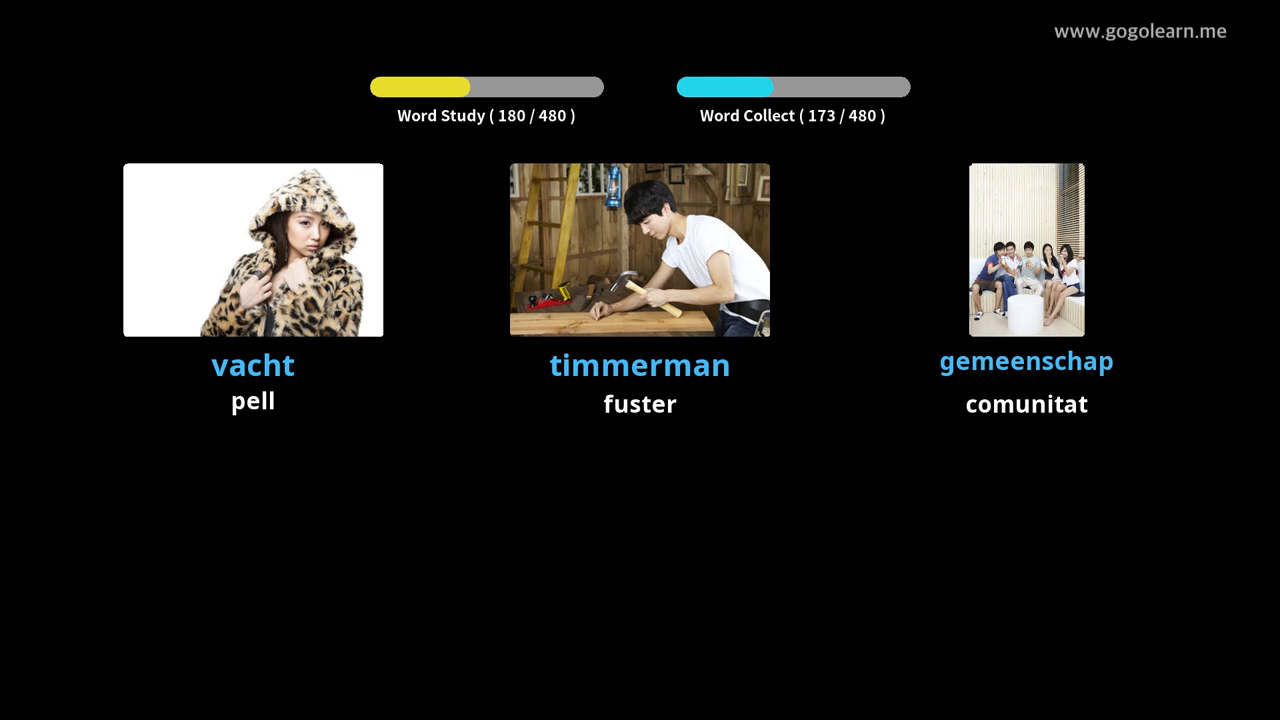 www.gogolearn.me
Word Study ( 180 / 480 )
Word Collect ( 173 / 480 )
vacht
pell
timmerman
fuster
gemeenschap
comunitat